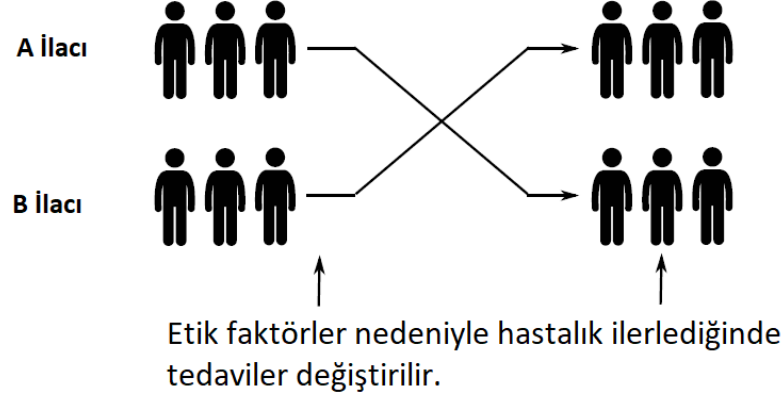 A İlacı
B İlacı
Etik faktörler nedeniyle hastalık ilerlediğinde
tedaviler değiştirilir.